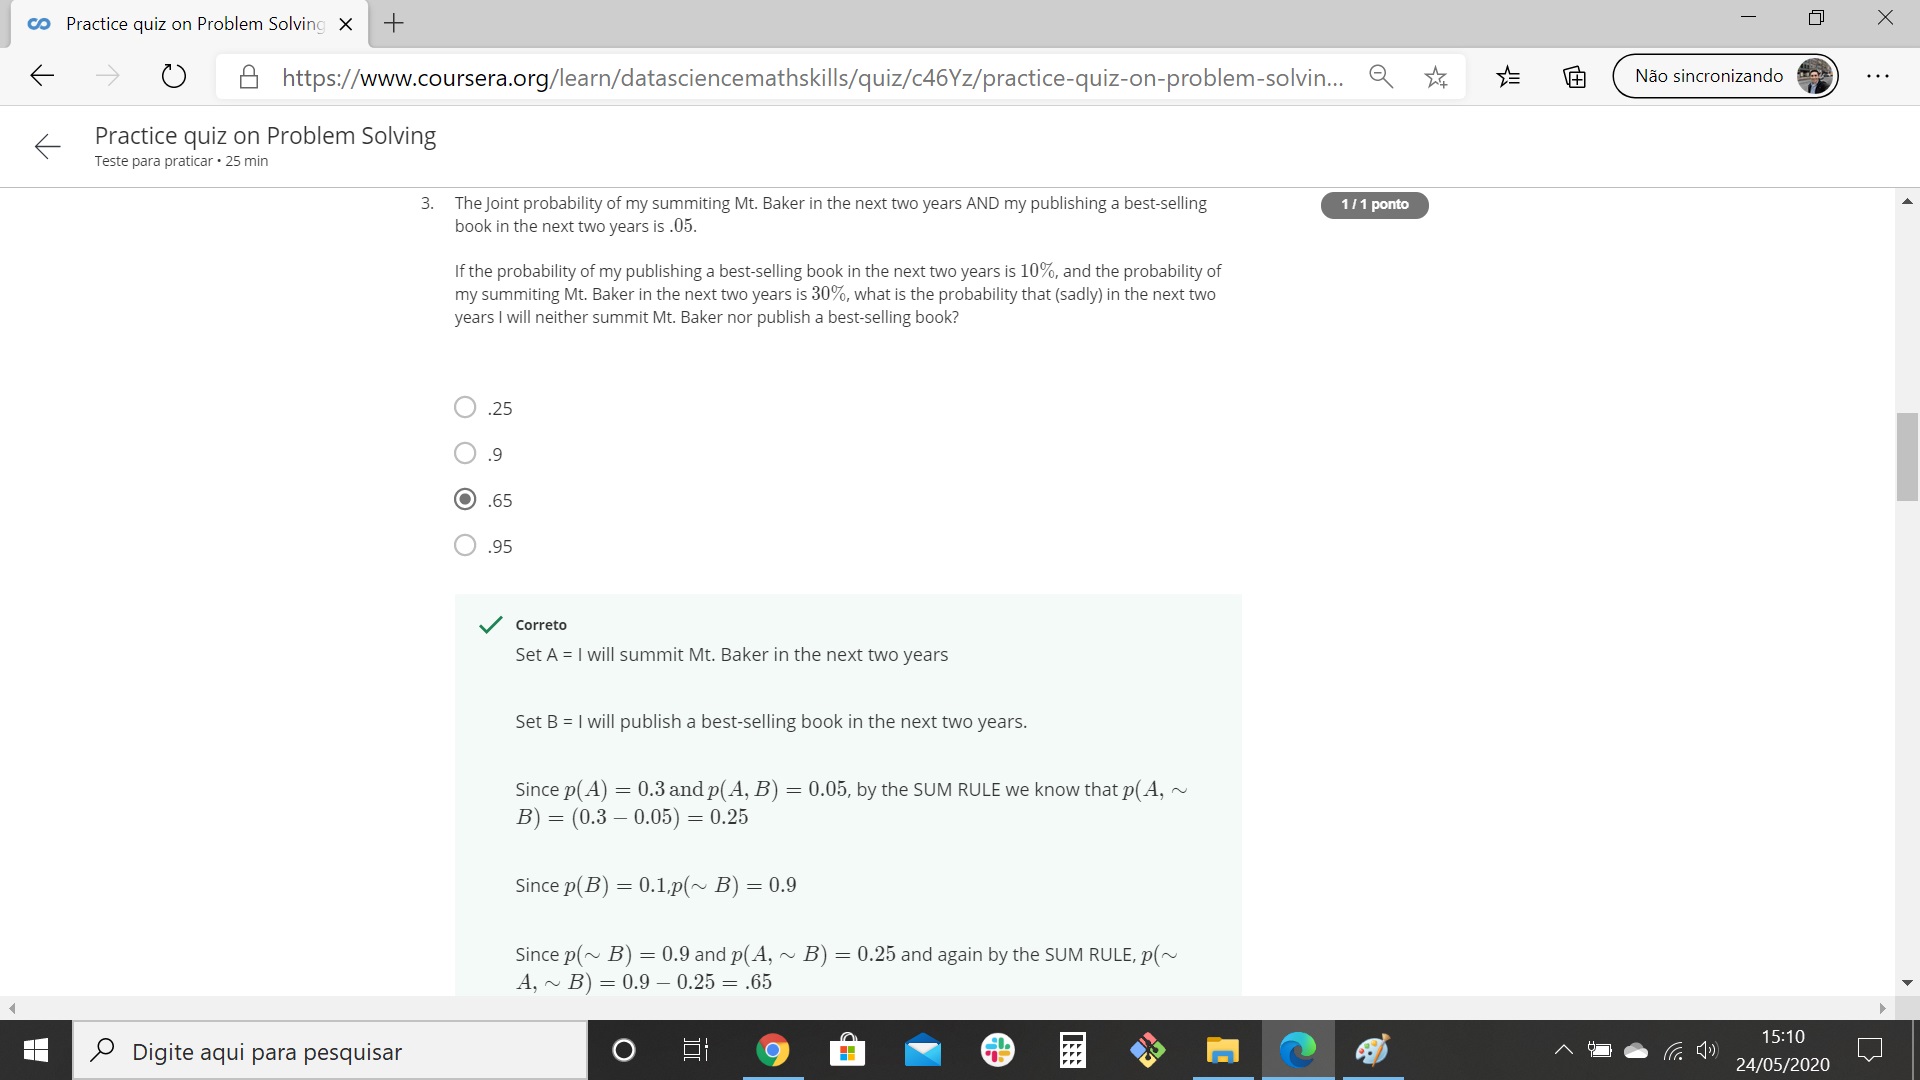 Practice quiz on Problem Solving
https://www.coursera.org/learn/datasciencemathskills/quiz/c46Yz/practice-quiz-on-problem-solvin...
Não sincronizando
Practice quiz on Problem Solving
Teste para praticar • 25 min
3. The Joint probability of my summiting Mt. Baker in the next two years AND my publishing a best-selling
book in the next two years is .05.
1 / 1 ponto
If the probability of my publishing a best-selling book in the next two years is 10%, and the probability of
my summiting Mt. Baker in the next two years is 30%, what is the probability that (sadly) in the next two
years I will neither summit Mt. Baker nor publish a best-selling book?
.25
.9
.65
.95
Correto
Set A = I will summit Mt. Baker in the next two years
Set B = I will publish a best-selling book in the next two years.
Since p(A) = 0.3 and p(A, B) = 0.05, by the SUM RULE we know that p(A, ∼
B) = (0.3 − 0.05) = 0.25
Since p(B) = 0.1,p(∼ B) = 0.9
Since p(∼ B) = 0.9 and p(A, ∼ B) = 0.25 and again by the SUM RULE, p(∼
A, ∼ B) = 0.9 − 0.25 = .65
Digite aqui para pesquisar
15:10
24/05/2020